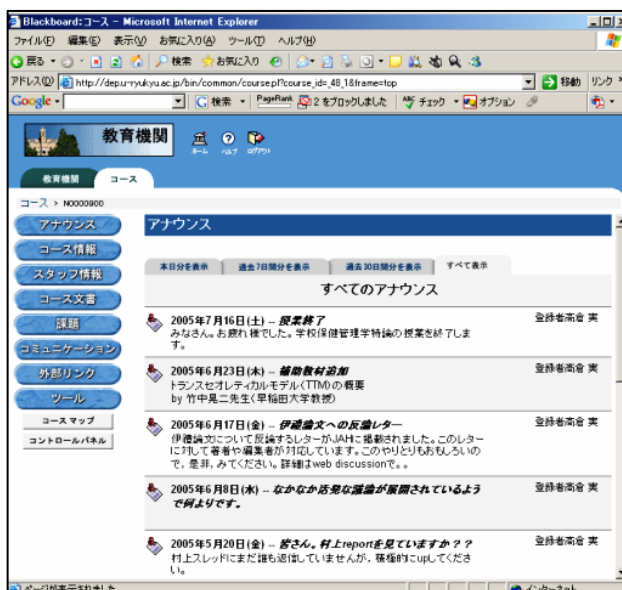 Blackboard:コース - Microsoft Internet Explorer
ファイル(F) 編集(E) 表示(V) お気に入り(A) ツール(T) ヘルプ(H)
戻る 検索 お気に入り
アドレス(D) http://dep.u-ryukyu.ac.jp/bin/common/course.pl?course_id=_48_1&frame=top 移動 リンク
Google 検索 PageRank 2 をブロックしました チェック オプション
教育機関
ホーム ヘルプ ログアウト
教育機関 コース
コース > N0000900
アナウンス
コース情報
スタッフ情報
コース文書
課題
コミュニケーション
外部リンク
ツール
コースマップ
コントロールパネル
アナウンス
本日分を表示 過去7日間分を表示 過去30日間分を表示 すべて表示
すべてのアナウンス
2005年7月16日(土) -- 授業終了 登録者高倉 実
みなさん。お疲れ様でした。学校保健管理学特論の授業を終了しま
す。
2005年6月23日(木) -- 補助教材追加 登録者高倉 実
トランスセオレティカルモデル(TTM)の概要
by 竹中晃二先生(早稲田大学教授)
2005年6月17日(金) -- 伊禮論文への反論レター 登録者高倉 実
伊禮論文について反論するレターがJAHに掲載されました。このレター
に対して著者や編集者が対応しています。このやりとりもおもしろいの
で,是非,みてください。詳細はweb discussionで。。
2005年6月8日(水) -- なかなか活発な議論が展開されているよう 登録者高倉 実
で何よりです。
2005年5月20日(金) -- 皆さん。村上reportを見ていますか?? 登録者高倉 実
村上スレッドにまだ誰も返信していませんが,積極的にupしてくださ
い。
ページが表示されました インターネット